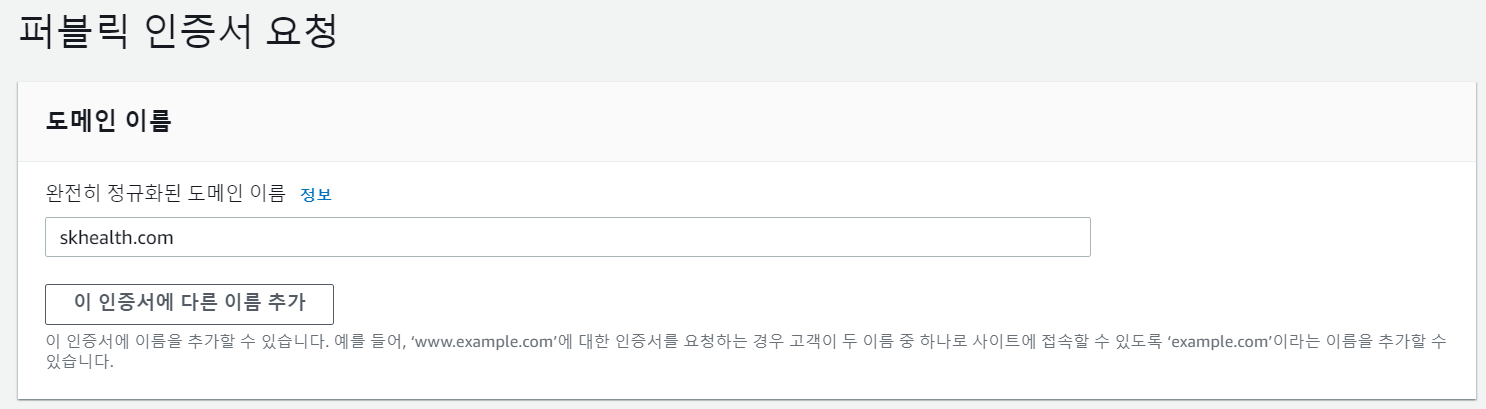 퍼블릭 인증서 요청
도메인 이름
완전히 정규화된 도메인 이름 정보
skhealth.com
이 인증서에 다른 이름 추가
이 인증서에 이름을 추가할 수 있습니다. 예를 들어, ‘www.example.com’에 대한 인증서를 요청하는 경우 고객이 두 이름 중 하나로 사이트에 접속할 수 있도록 ‘example.com’이라는 이름을 추가할 수
있습니다.